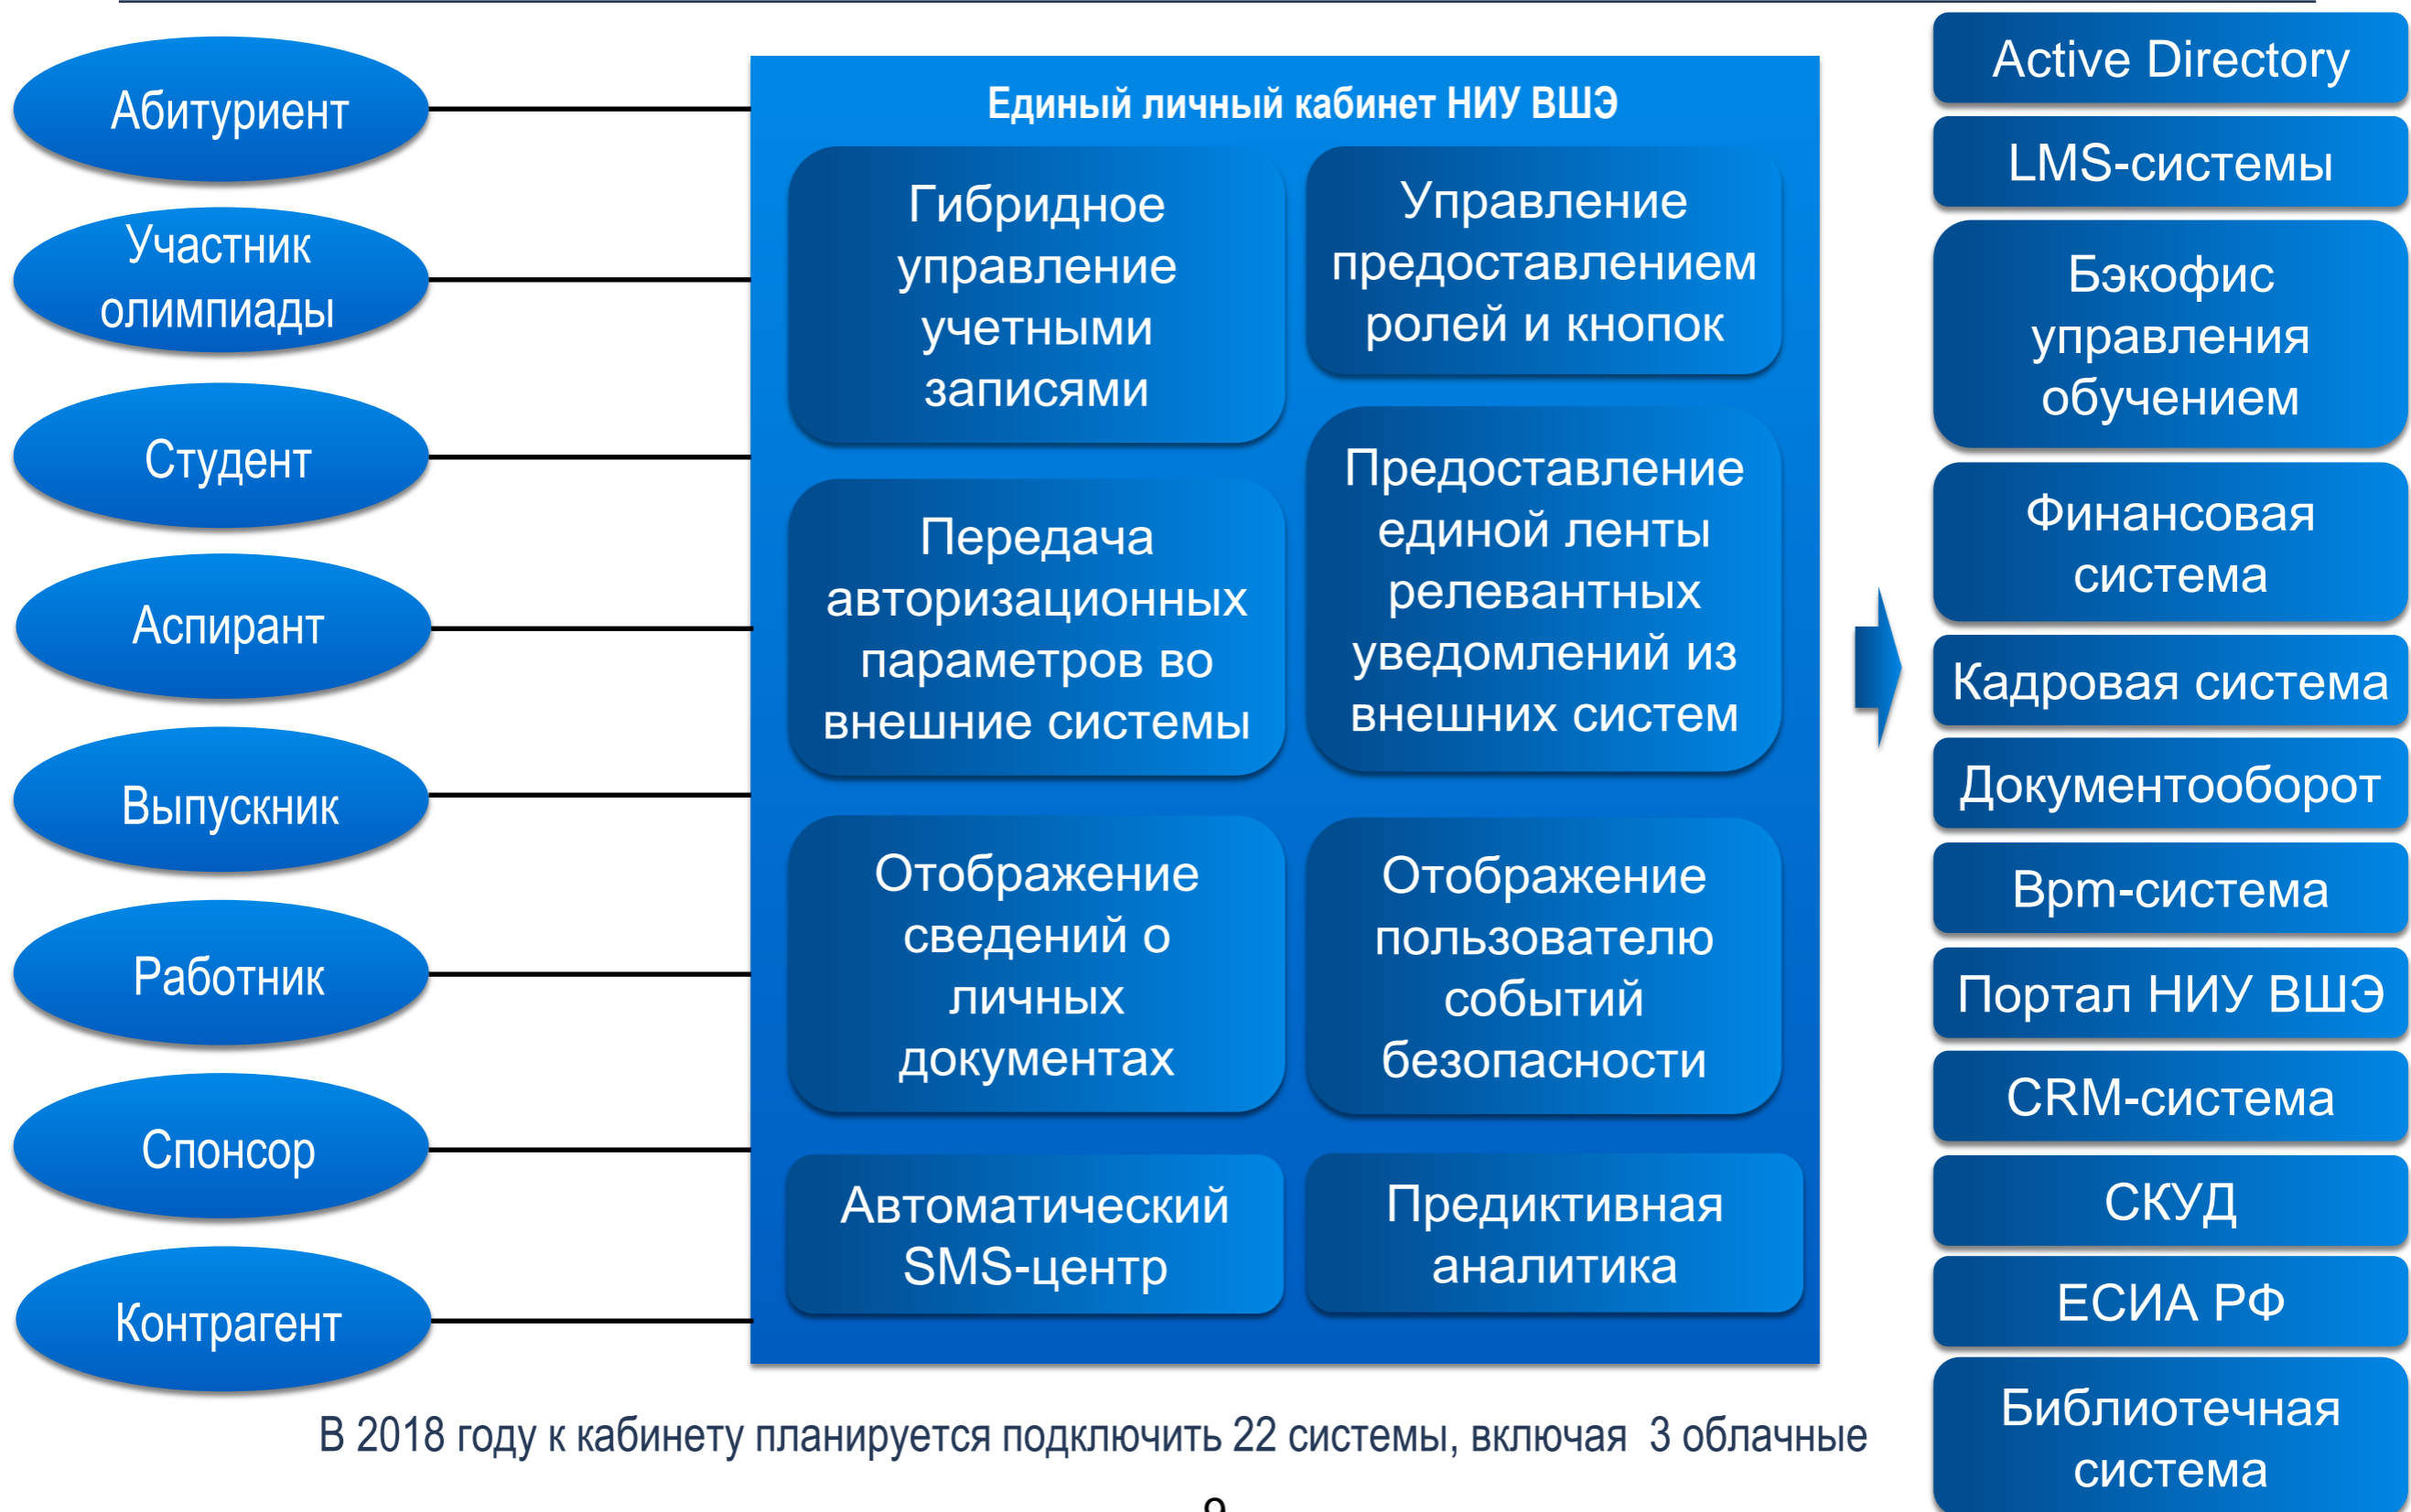 Абитуриент
Участник
олимпиады
Студент
Аспирант
Выпускник
Работник
Спонсор
Контрагент
Единый личный кабинет НИУ ВШЭ
Гибридное
управление
учетными
записями
Управление
предоставлением
ролей и кнопок
Передача
авторизационных
параметров во
внешние системы
Предоставление
единой ленты
релевантных
уведомлений из
внешних систем
Отображение
сведений о
личных
документах
Отображение
пользователю
событий
безопасности
Автоматический
SMS-центр
Предиктивная
аналитика
Active Directory
LMS-системы
Бэкофис
управления
обучением
Финансовая
система
Кадровая система
Документооборот
Bpm-система
Портал НИУ ВШЭ
CRM-система
СКУД
ЕСИА РФ
Библиотечная
система
В 2018 году к кабинету планируется подключить 22 системы, включая 3 облачные